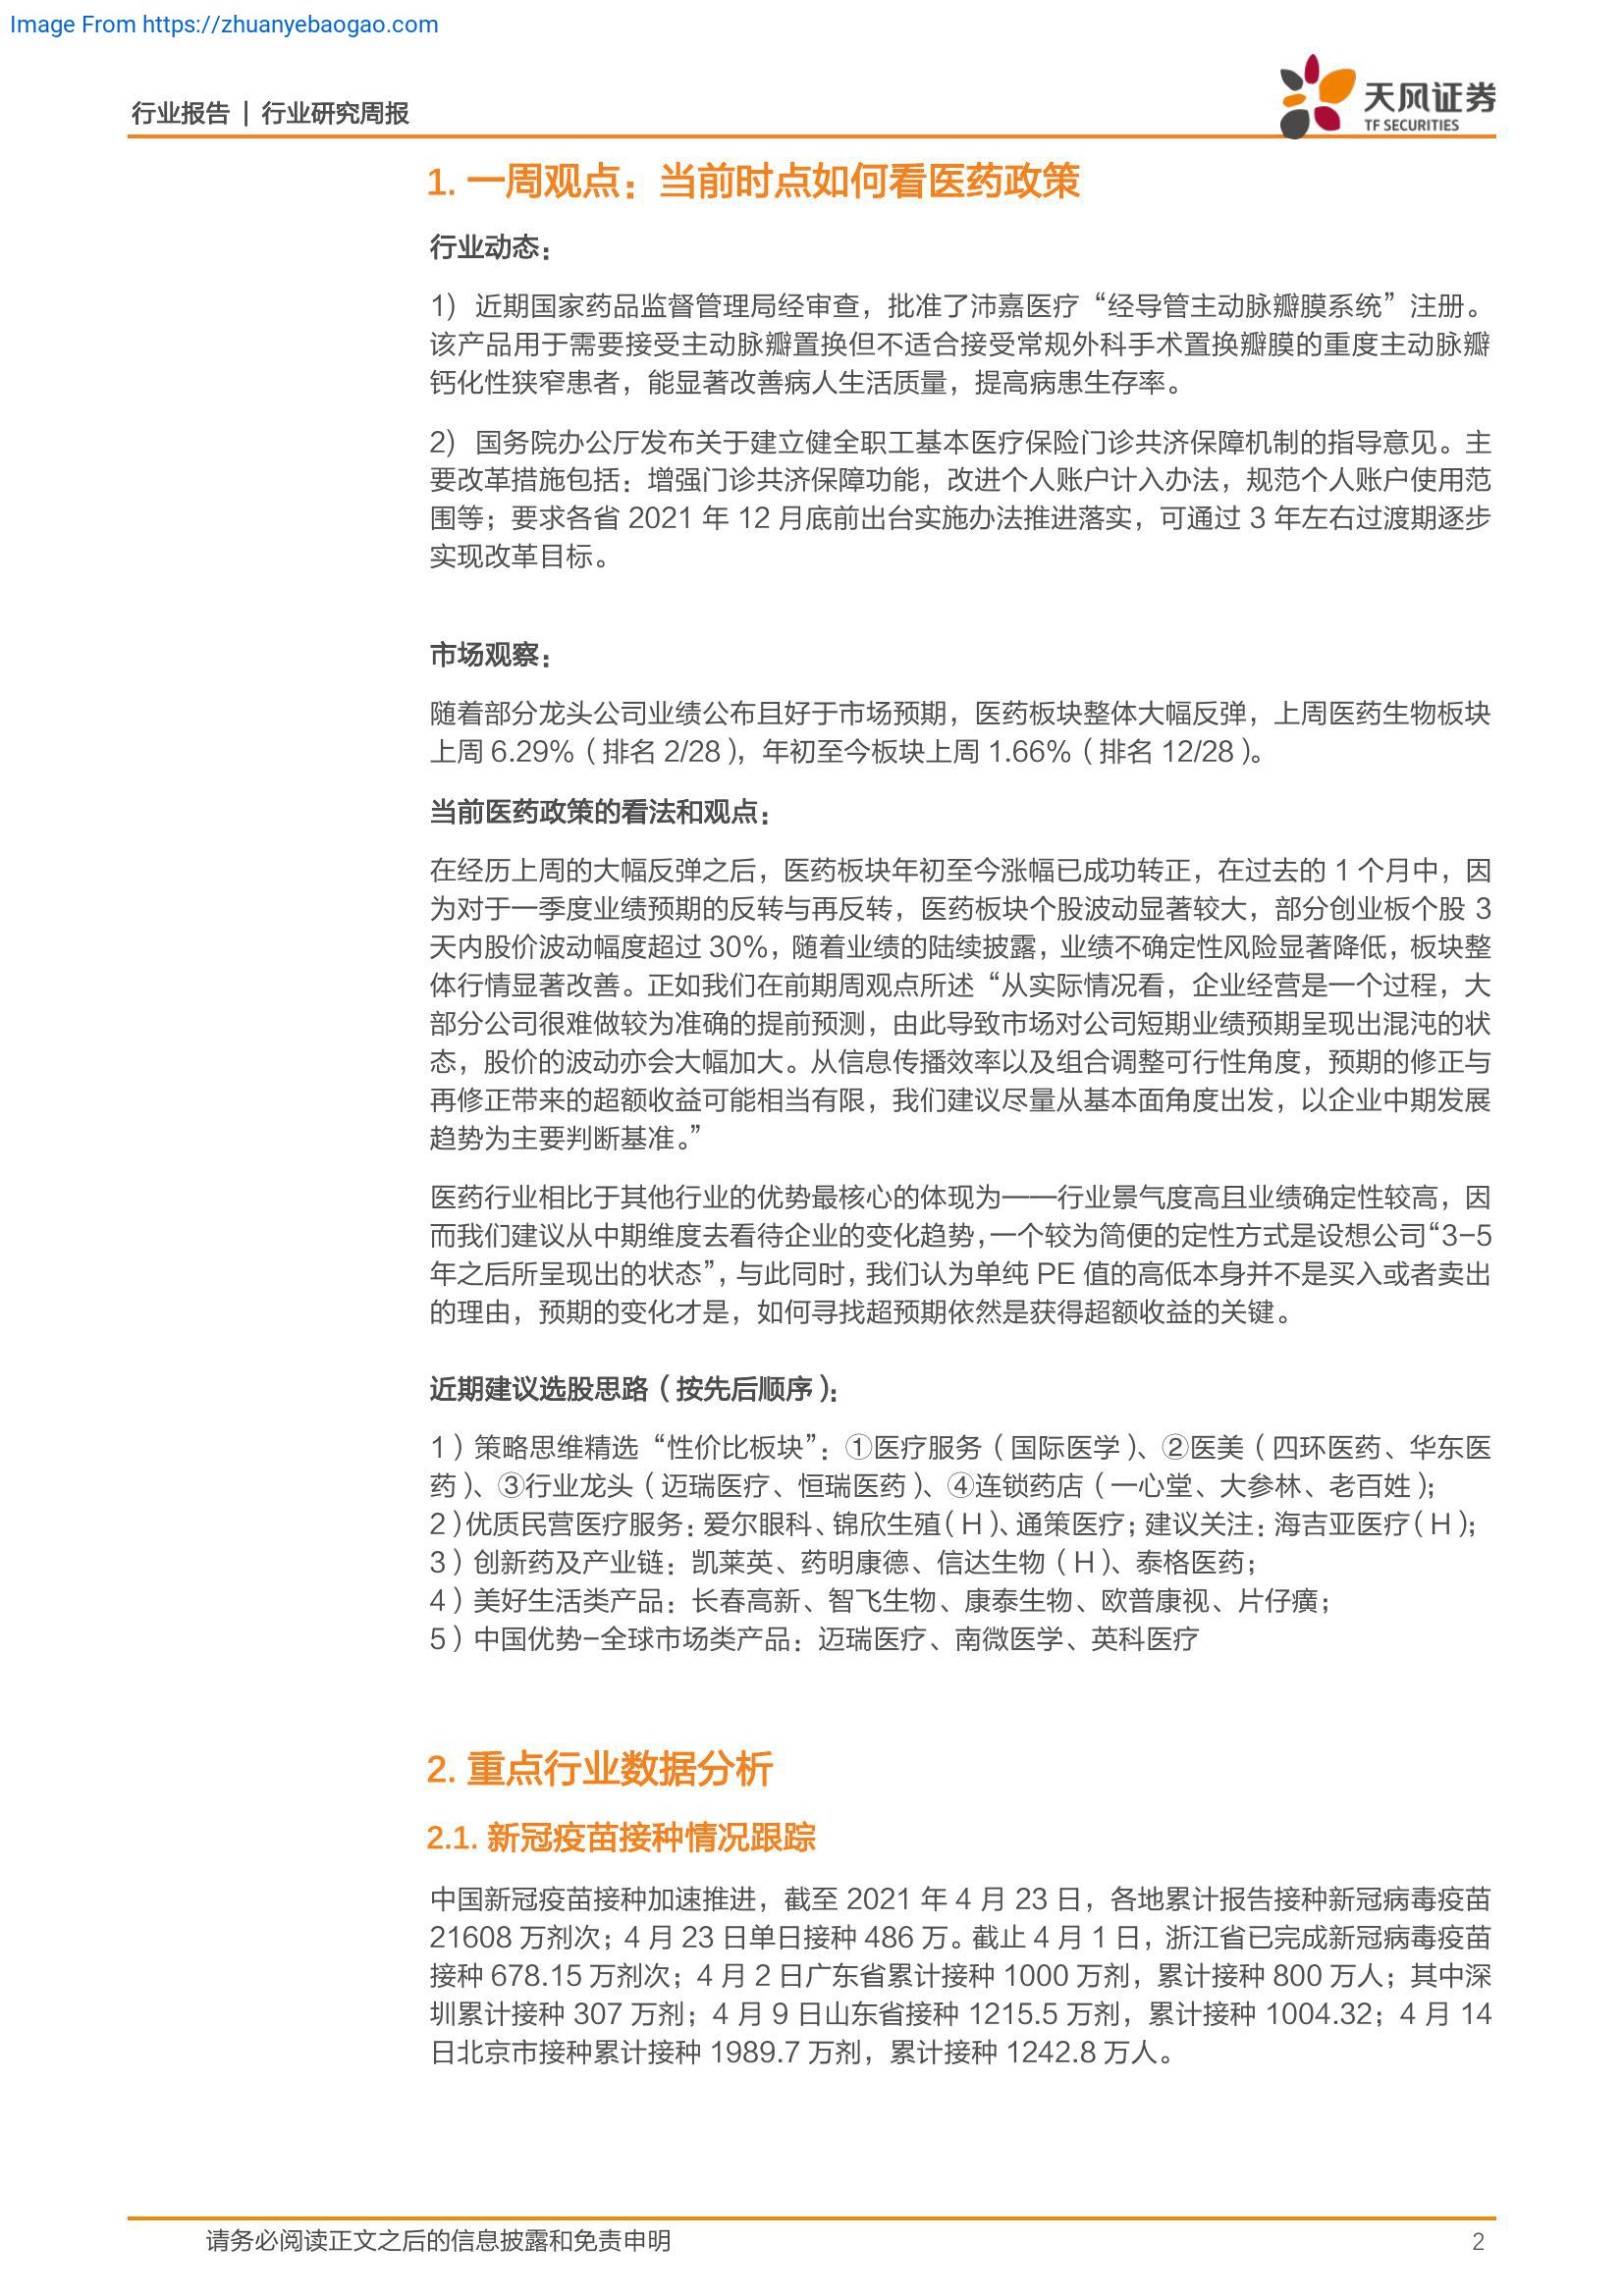 Image From https://zhuanyebaogao.com
行业报告 | 行业研究周报
天风证券
TF SECURITIES
1. 一周观点：当前时点如何看医药政策
行业动态：
1） 近期国家药品监督管理局经审查，批准了沛嘉医疗“经导管主动脉瓣膜系统”注册。
该产品用于需要接受主动脉瓣置换但不适合接受常规外科手术置换瓣膜的重度主动脉瓣
钙化性狭窄患者，能显著改善病人生活质量，提高病患生存率。
2） 国务院办公厅发布关于建立健全职工基本医疗保险门诊共济保障机制的指导意见。主
要改革措施包括：增强门诊共济保障功能，改进个人账户计入办法，规范个人账户使用范
围等；要求各省 2021 年 12 月底前出台实施办法推进落实，可通过 3 年左右过渡期逐步
实现改革目标。
市场观察：
随着部分龙头公司业绩公布且好于市场预期，医药板块整体大幅反弹，上周医药生物板块
上周 6.29%（排名 2/28），年初至今板块上周 1.66%（排名 12/28）。
当前医药政策的看法和观点：
在经历上周的大幅反弹之后，医药板块年初至今涨幅已成功转正，在过去的 1 个月中，因
为对于一季度业绩预期的反转与再反转，医药板块个股波动显著较大，部分创业板个股 3
天内股价波动幅度超过 30%，随着业绩的陆续披露，业绩不确定性风险显著降低，板块整
体行情显著改善。正如我们在前期周观点所述“从实际情况看，企业经营是一个过程，大
部分公司很难做较为准确的提前预测，由此导致市场对公司短期业绩预期呈现出混沌的状
态，股价的波动亦会大幅加大。从信息传播效率以及组合调整可行性角度，预期的修正与
再修正带来的超额收益可能相当有限，我们建议尽量从基本面角度出发，以企业中期发展
趋势为主要判断基准。”
医药行业相比于其他行业的优势最核心的体现为——行业景气度高且业绩确定性较高，因
而我们建议从中期维度去看待企业的变化趋势，一个较为简便的定性方式是设想公司“3-5
年之后所呈现出的状态”，与此同时，我们认为单纯 PE 值的高低本身并不是买入或者卖出
的理由，预期的变化才是，如何寻找超预期依然是获得超额收益的关键。
近期建议选股思路（按先后顺序）：
1）策略思维精选“性价比板块”：①医疗服务（国际医学）、②医美（四环医药、华东医
药）、③行业龙头（迈瑞医疗、恒瑞医药）、④连锁药店（一心堂、大参林、老百姓）；
2）优质民营医疗服务：爱尔眼科、锦欣生殖（H）、通策医疗；建议关注：海吉亚医疗（H）；
3）创新药及产业链：凯莱英、药明康德、信达生物（H）、泰格医药；
4）美好生活类产品：长春高新、智飞生物、康泰生物、欧普康视、片仔癀；
5）中国优势-全球市场类产品：迈瑞医疗、南微医学、英科医疗
2. 重点行业数据分析
2.1. 新冠疫苗接种情况跟踪
中国新冠疫苗接种加速推进，截至 2021 年 4 月 23 日，各地累计报告接种新冠病毒疫苗
21608 万剂次；4 月 23 日单日接种 486 万。截止 4 月 1 日，浙江省已完成新冠病毒疫苗
接种 678.15 万剂次；4 月 2 日广东省累计接种 1000 万剂，累计接种 800 万人；其中深
圳累计接种 307 万剂；4 月 9 日山东省接种 1215.5 万剂，累计接种 1004.32；4 月 14
日北京市接种累计接种 1989.7 万剂，累计接种 1242.8 万人。
请务必阅读正文之后的信息披露和免责申明
2